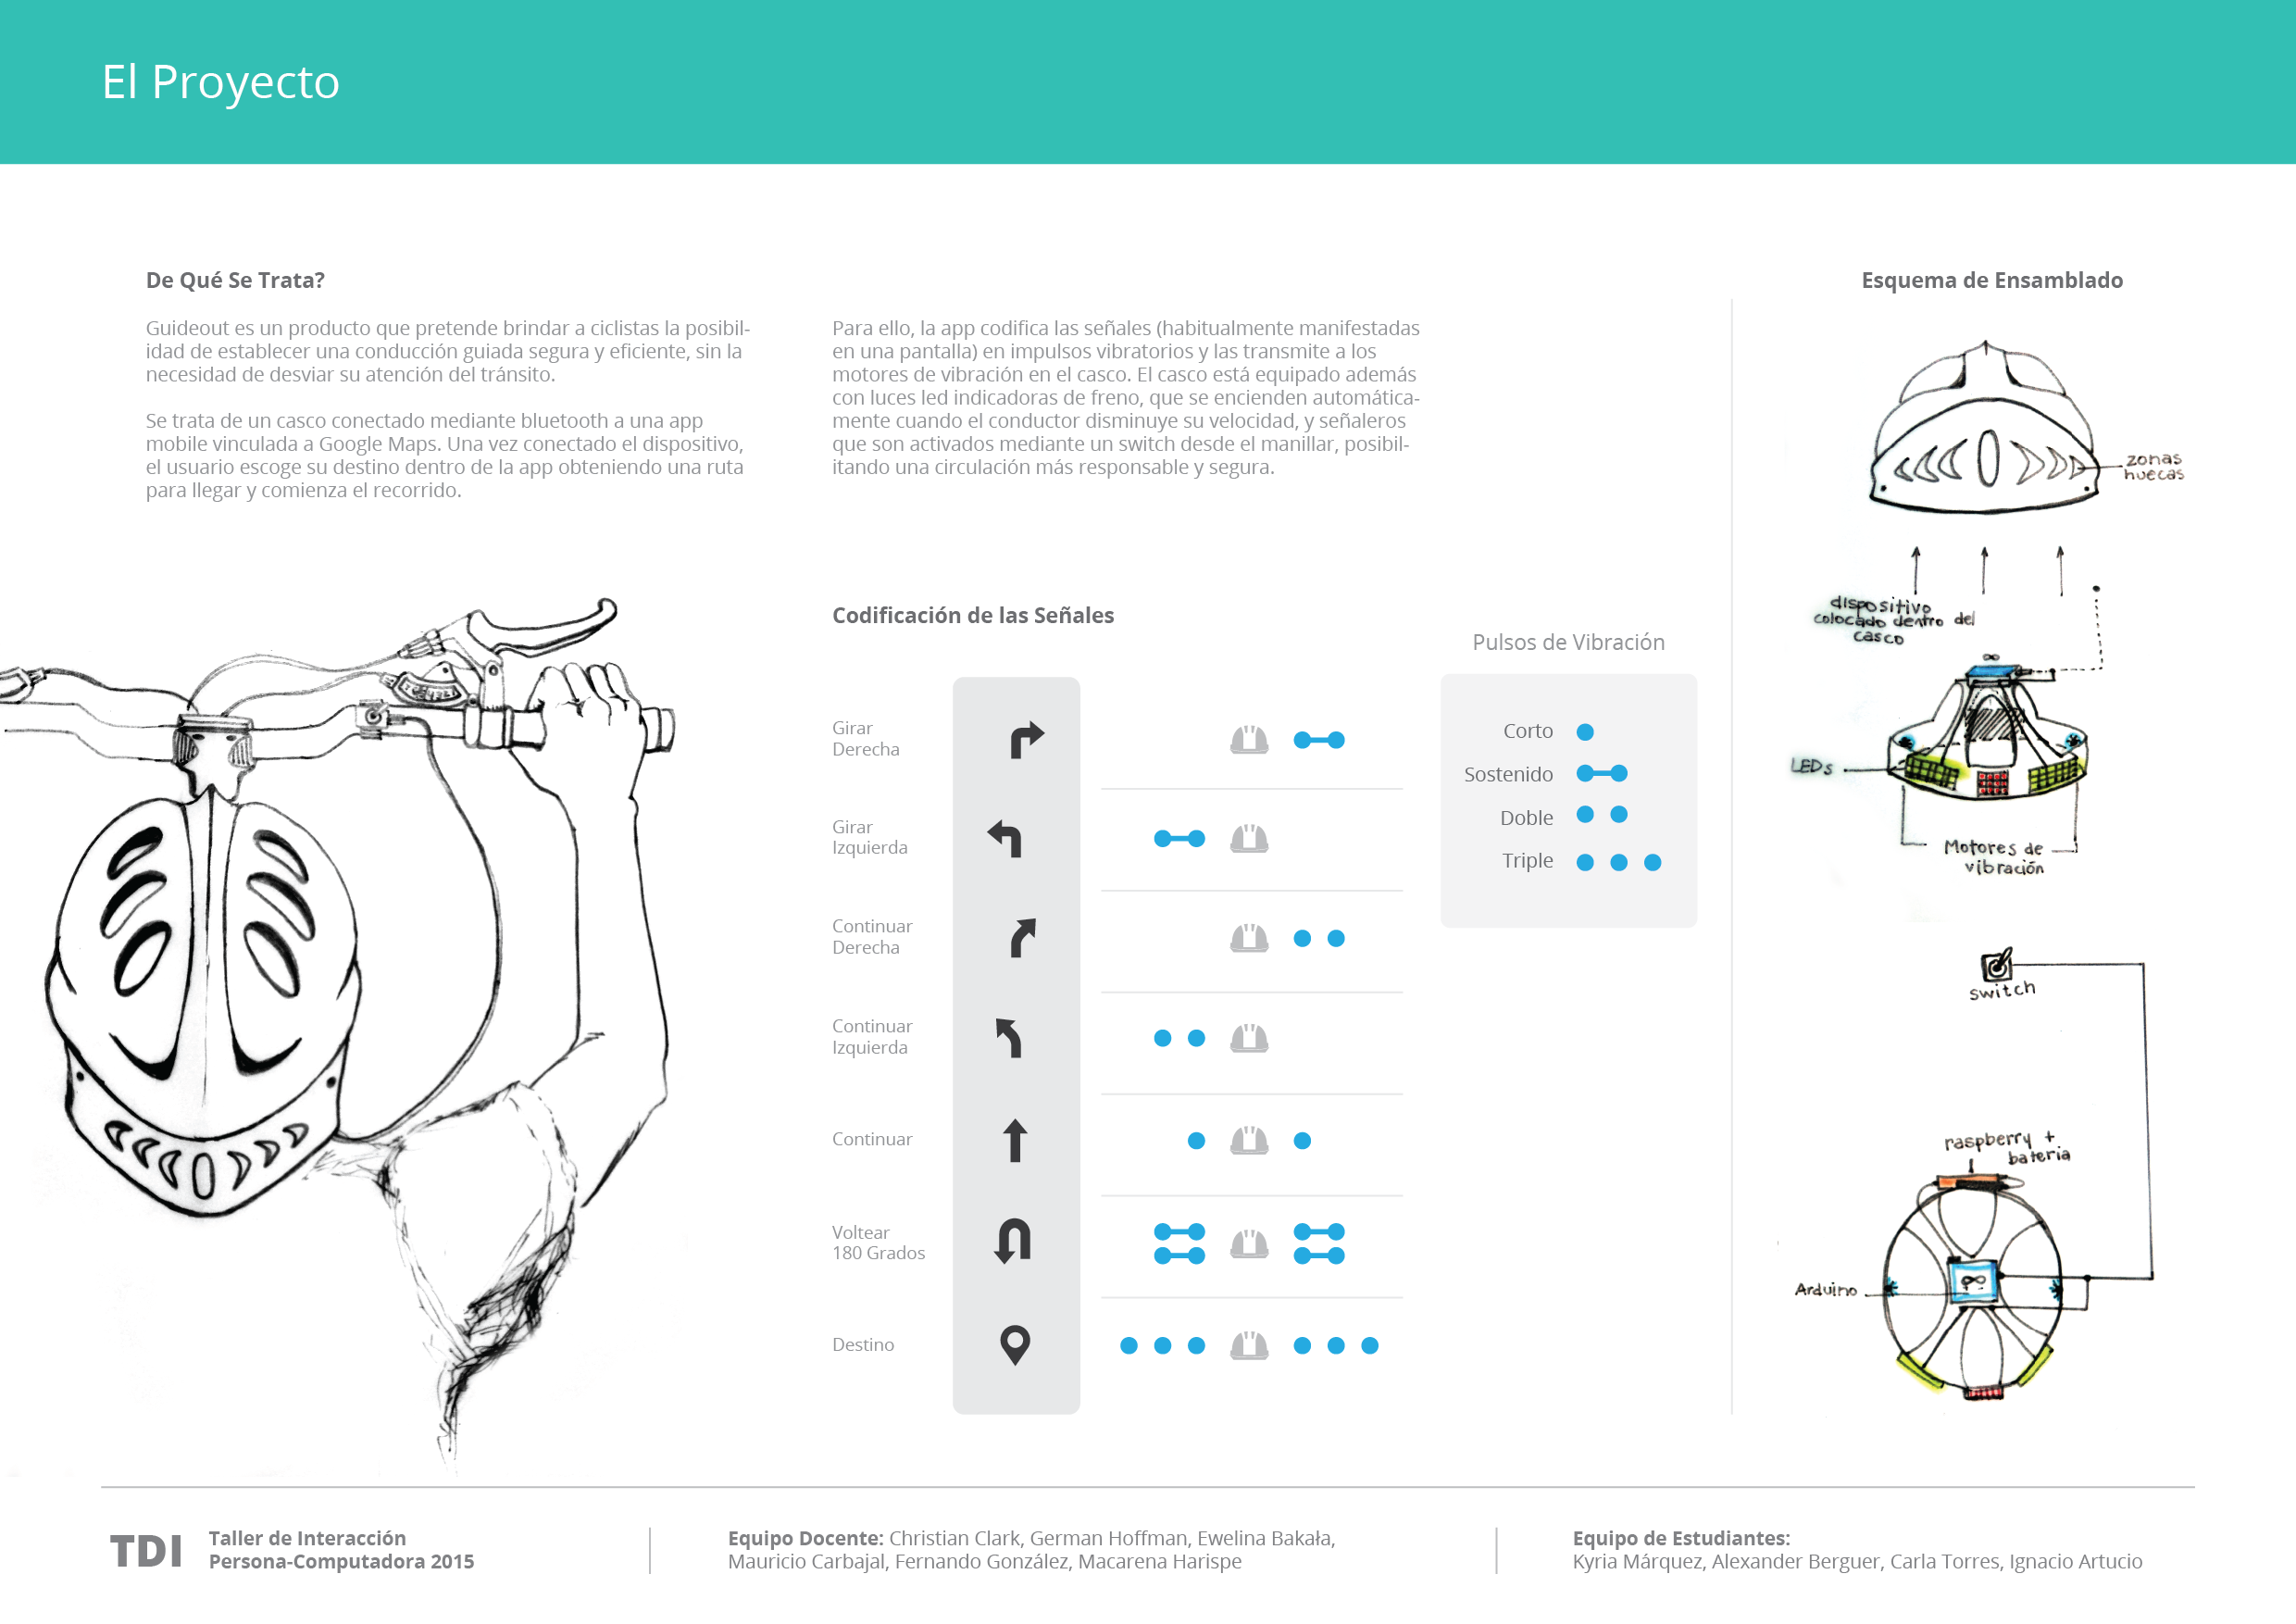 El Proyecto
De Qué Se Trata?
Guideout es un producto que pretende brindar a ciclistas la posibil-
idad de establecer una conducción guiada segura y eficiente, sin la
necesidad de desviar su atención del tránsito.
Se trata de un casco conectado mediante bluetooth a una app
mobile vinculada a Google Maps. Una vez conectado el dispositivo,
el usuario escoge su destino dentro de la app obteniendo una ruta
para llegar y comienza el recorrido.
Para ello, la app codifica las señales (habitualmente manifestadas
en una pantalla) en impulsos vibratorios y las transmite a los
motores de vibración en el casco. El casco está equipado además
con luces led indicadoras de freno, que se encienden automática-
mente cuando el conductor disminuye su velocidad, y señaleros
que son activados mediante un switch desde el manillar, posibil-
itando una circulación más responsable y segura.
Codificación de las Señales
Girar
Derecha
Girar
Izquierda
Continuar
Derecha
Continuar
Izquierda
Continuar
Voltear
180 Grados
Destino
Pulsos de Vibración
Corto
Sostenido
Doble
Triple
Esquema de Ensamblado
zonas
huecas
dispositivo
colocado dentro del
casco
LEDs
Motores de
vibración
switch
raspberry +
bateria
Arduino
TDI
Taller de Interacción
Persona-Computadora 2015
Equipo Docente: Christian Clark, German Hoffman, Ewelina Bakała,
Mauricio Carbajal, Fernando González, Macarena Harispe
Equipo de Estudiantes:
Kyria Márquez, Alexander Berguer, Carla Torres, Ignacio Artucio